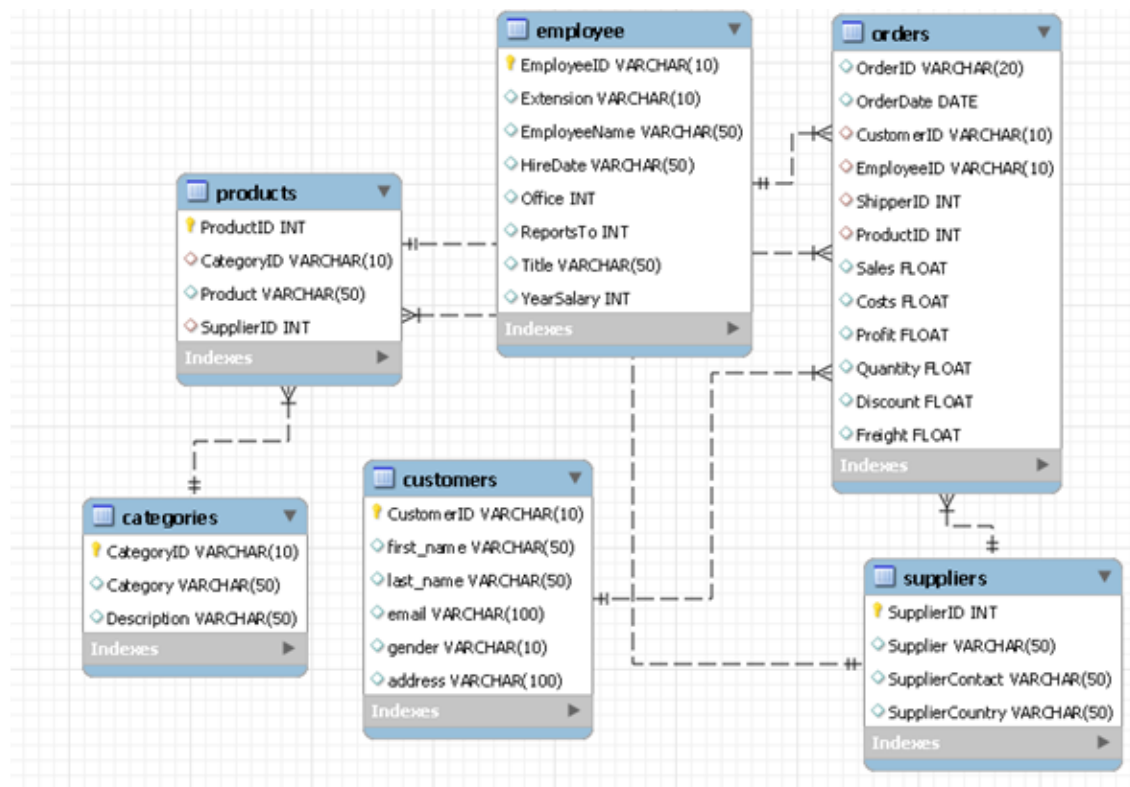 employee
EmployeeID VARCHAR(10)
Extension VARCHAR(10)
EmployeeName VARCHAR(50)
HireDate VARCHAR(50)
Office INT
ReportsTo INT
Title VARCHAR(50)
YearSalary INT
Indexes
orders
OrderID VARCHAR(20)
OrderDate DATE
CustomerID VARCHAR(10)
EmployeeID VARCHAR(10)
ShipperID INT
ProductID INT
Sales FLOAT
Costs FLOAT
Profit FLOAT
Quantity FLOAT
Discount FLOAT
Freight FLOAT
Indexes
products
ProductID INT
CategoryID VARCHAR(10)
Product VARCHAR(50)
SupplierID INT
Indexes
categories
CategoryID VARCHAR(10)
Category VARCHAR(50)
Description VARCHAR(50)
Indexes
customers
CustomerID VARCHAR(10)
first_name VARCHAR(50)
last_name VARCHAR(50)
email VARCHAR(100)
gender VARCHAR(10)
address VARCHAR(100)
Indexes
suppliers
SupplierID INT
Supplier VARCHAR(50)
SupplierContact VARCHAR(50)
SupplierCountry VARCHAR(50)
Indexes